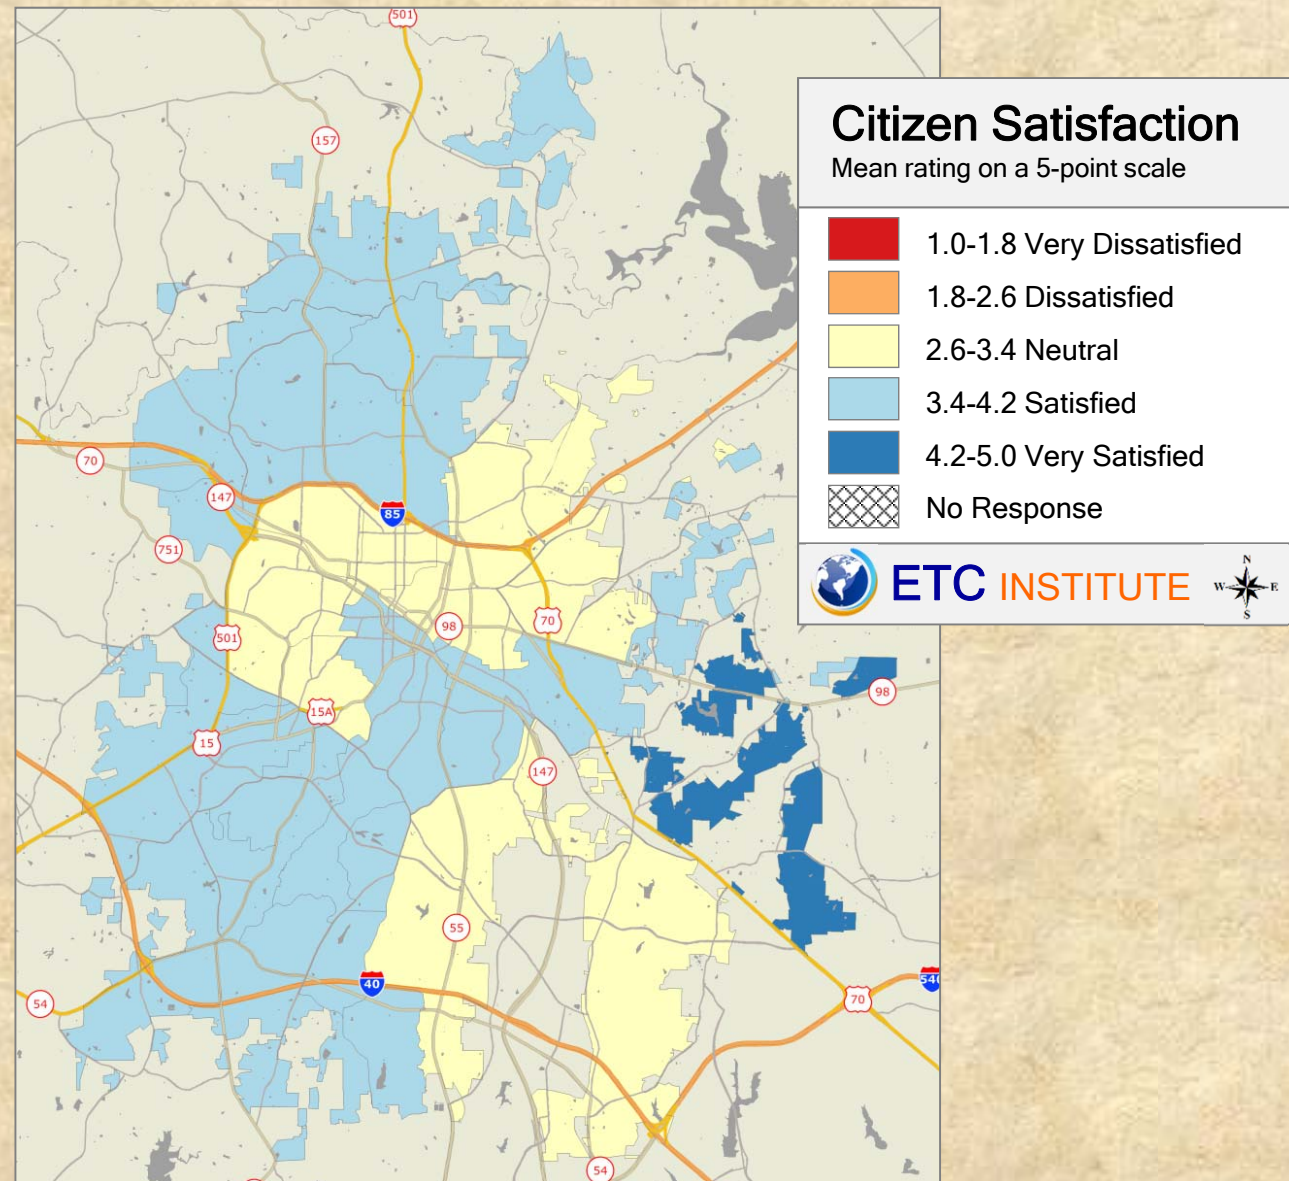 501
157
Citizen Satisfaction
Mean rating on a 5-point scale
1.0-1.8 Very Dissatisfied
1.8-2.6 Dissatisfied
2.6-3.4 Neutral
3.4-4.2 Satisfied
4.2-5.0 Very Satisfied
No Response
ETC INSTITUTE
N
W E
S
70
147
85
751
501
98
70
15A
15
98
147
55
40
54
540
70
54